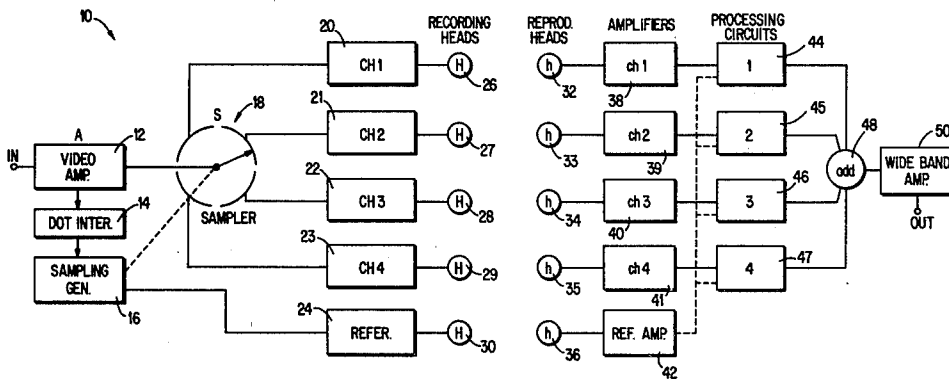 10
20
RECORDING
HEADS
REPROD. HEADS
AMPLIFIERS
PROCESSING
CIRCUITS
44
CH 1
H
26
h
32
ch 1
38
1
S
18
21
45
A
12
CH2
H
27
h
33
ch2
39
2
48
50
IN
VIDEO
AMP.
22
46
odd
WIDE BAND
AMP.
DOT INTER.
14
SAMPLER
CH3
H
28
h
34
ch3
40
3
OUT
23
47
SAMPLING
GEN.
16
CH4
H
29
h
35
ch4
41
4
24
REFER.
H
30
h
36
REF. AMP.
42